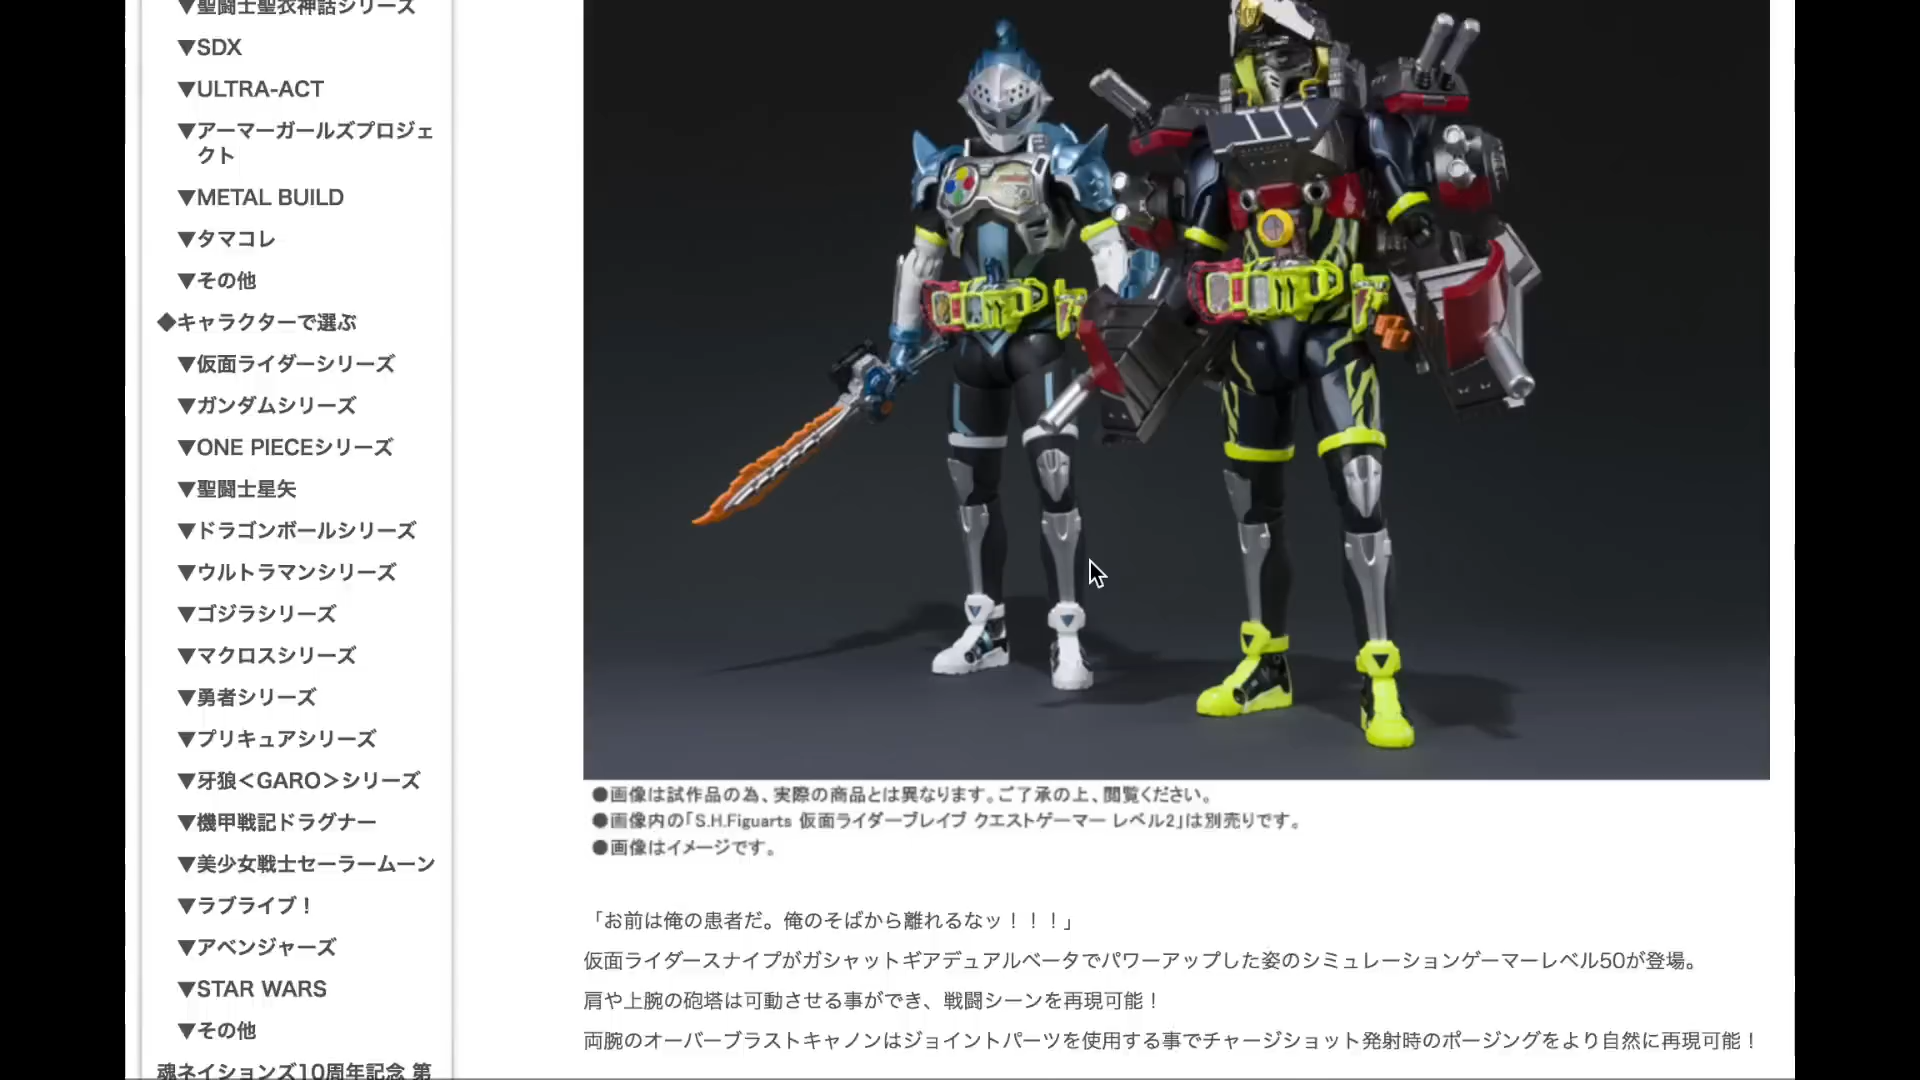 ▼聖闘士聖衣神話シリーズ
▼SDX
▼ULTRA-ACT
▼アーマーガールズプロジェ
クト
▼METAL BUILD
▼タマコレ
▼その他
◆キャラクターで選ぶ
▼仮面ライダーシリーズ
▼ガンダムシリーズ
▼ONE PIECEシリーズ
▼聖闘士星矢
▼ドラゴンボールシリーズ
▼ウルトラマンシリーズ
▼ゴジラシリーズ
▼マクロスシリーズ
▼勇者シリーズ
▼プリキュアシリーズ
▼牙狼＜GARO＞シリーズ
▼機甲戦記ドラグナー
▼美少女戦士セーラームーン
▼ラブライブ！
▼アベンジャーズ
▼STAR WARS
▼その他
魂ネイションズ10周年記念 第
●画像は試作品の為、実際の商品とは異なります。ご了承の上、閲覧ください。
●画像内の「S.H.Figuarts 仮面ライダーブレイブ クエストゲーマー レベル2」は別売りです。
●画像はイメージです。
「お前は俺の患者だ。俺のそばから離れるなッ！！！」
仮面ライダースナイプがガシャットギアデュアルベータでパワーアップした姿のシミュレーションゲーマーレベル50が登場。
肩や上腕の砲塔は可動させる事ができ、戦闘シーンを再現可能！
両腕のオーバーブラストキャノンはジョイントパーツを使用する事でチャージショット発射時のポージングをより自然に再現可能！